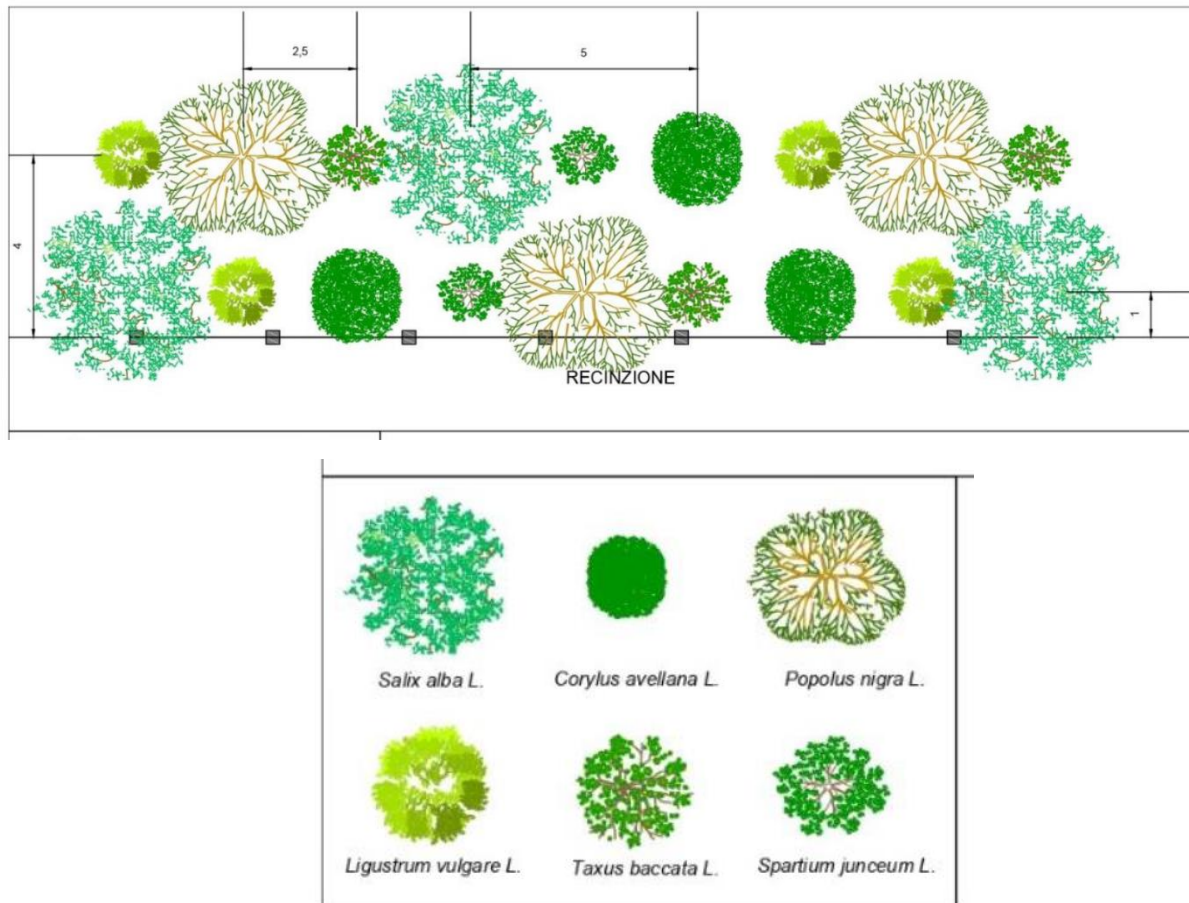 2,5
5
4
1
RECINZIONE
Salix alba L.
Corylus avellana L.
Popolus nigra L.
Ligustrum vulgare L.
Taxus baccata L.
Spartium junceum L.